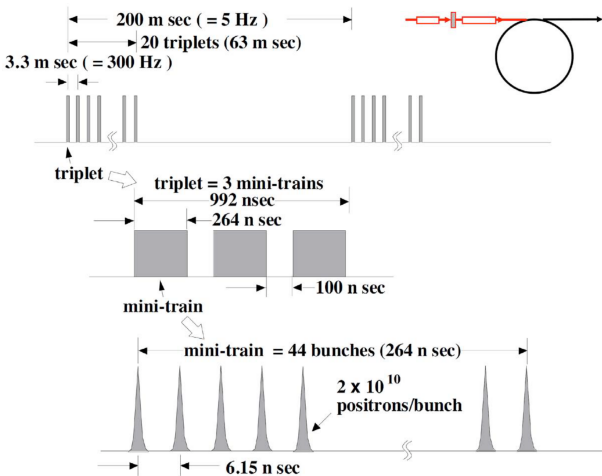 200 m sec ( = 5 Hz)
20 triplets (63 m sec)
3.3 m sec ( = 300 Hz )
triplet
triplet = 3 mini-trains
992 nsec
264 n sec
100 n sec
mini-train
mini-train = 44 bunches (264 n sec)
2 x 10^10
positrons/bunch
6.15 n sec